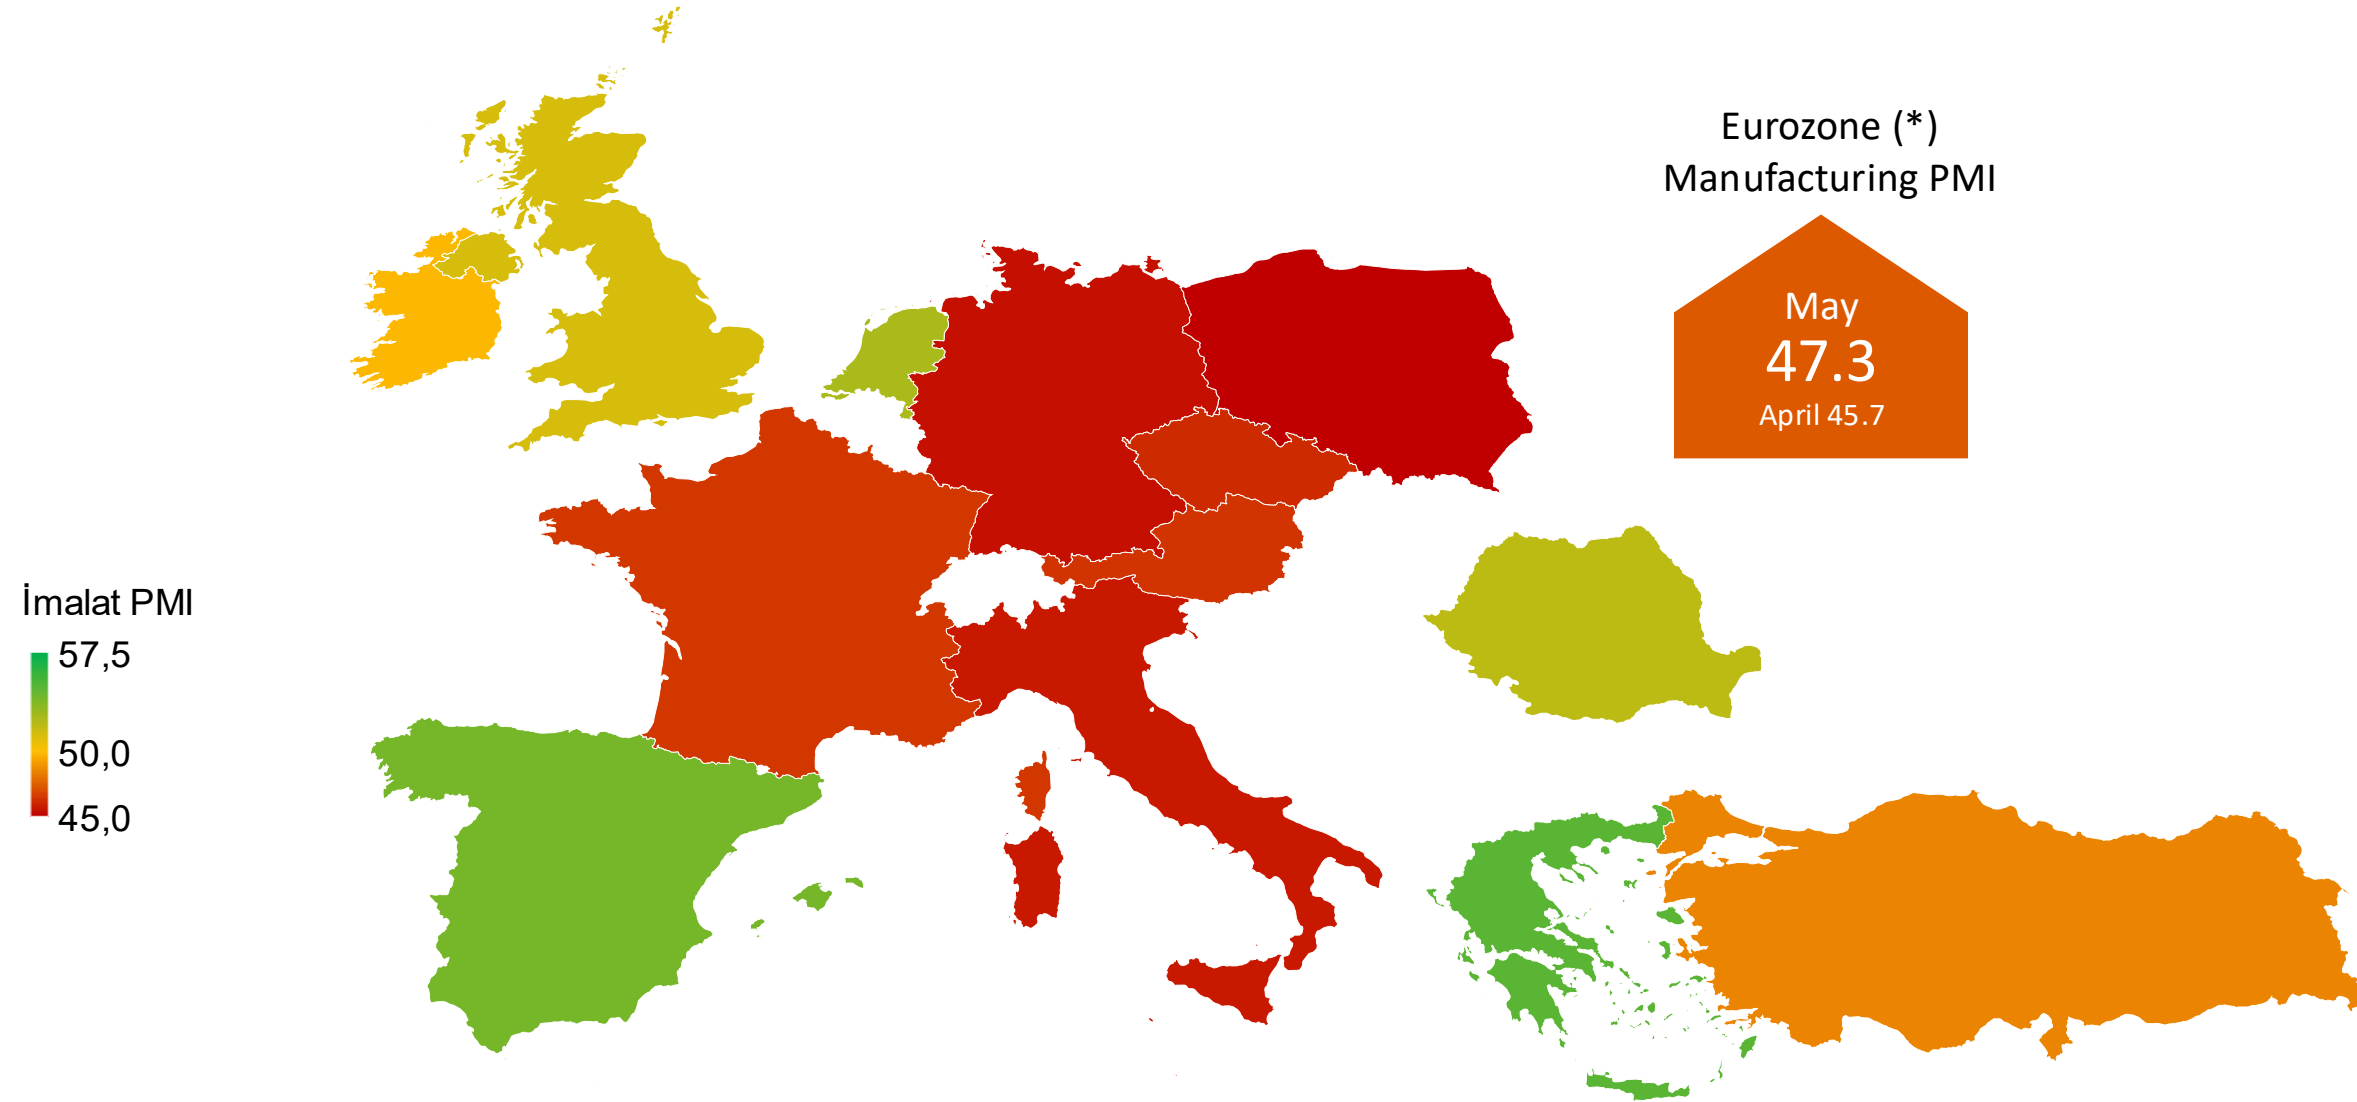 Eurozone (*)
Manufacturing PMI
May
47.3
April 45.7
İmalat PMI
57,5
50,0
45,0